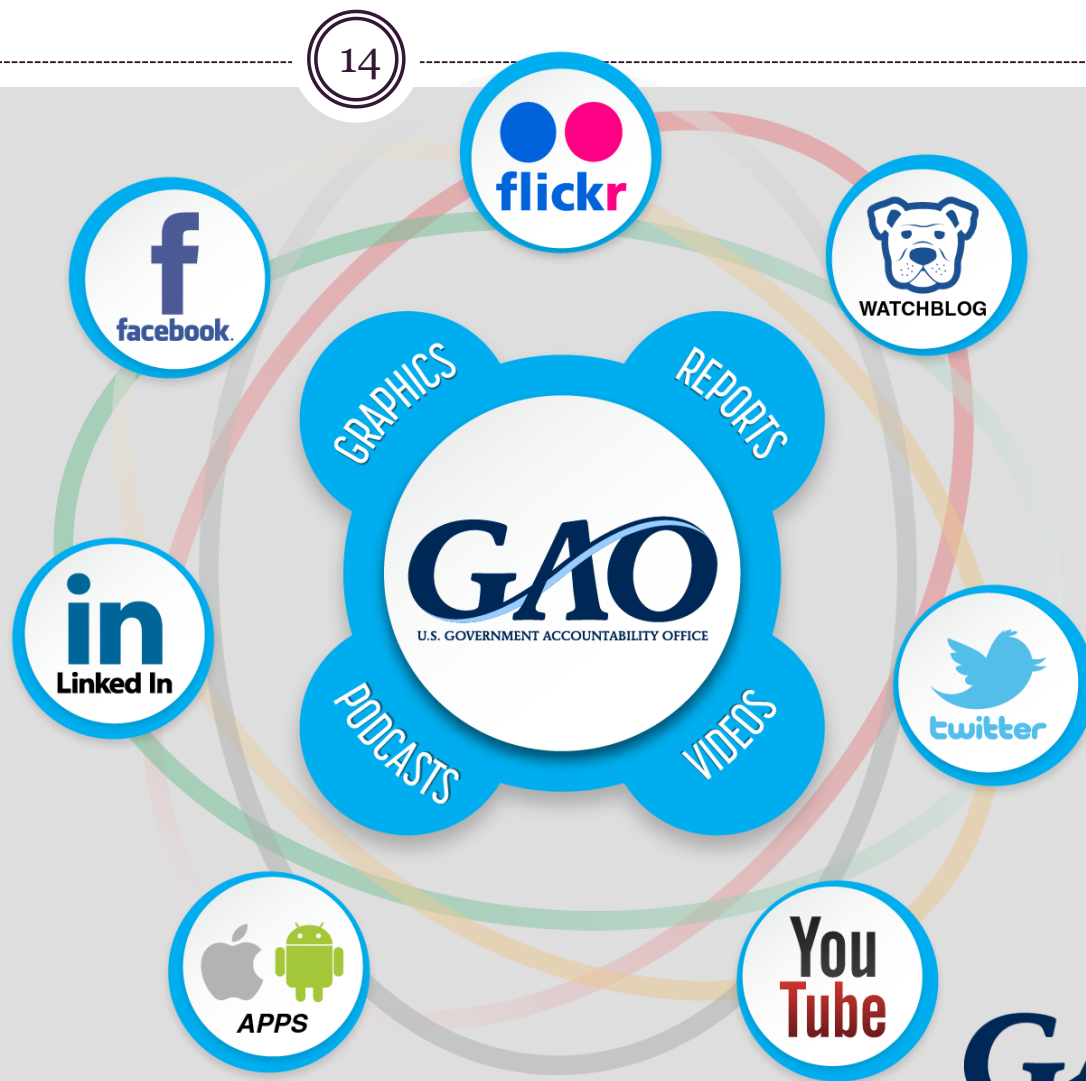 14
flickr
facebook.
WATCHBLOG
GRAPHICS
REPORTS
GAO
U.S. GOVERNMENT ACCOUNTABILITY OFFICE
in
Linked In
twitter
PODCASTS
VIDEOS
You
Tube
APPS